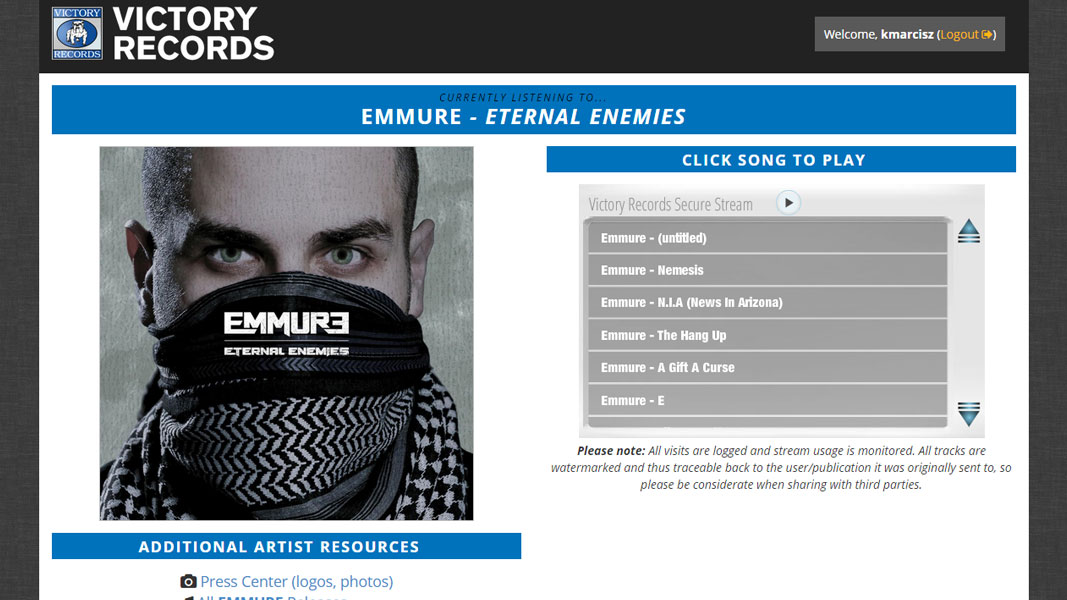 VICTORY
RECORDS
VICTORY
RECORDS
Welcome, kmarcisz (Logout)
CURRENTLY LISTENING TO...
EMMURE - ETERNAL ENEMIES
EMMURE
ETERNAL ENEMIES
CLICK SONG TO PLAY
Victory Records Secure Stream
Emmure - (untitled)
Emmure - Nemesis
Emmure - N.I.A (News In Arizona)
Emmure - The Hang Up
Emmure - A Gift A Curse
Emmure - E
Please note: All visits are logged and stream usage is monitored. All tracks are
watermarked and thus traceable back to the user/publication it was originally sent to, so
please be considerate when sharing with third parties.
ADDITIONAL ARTIST RESOURCES
Press Center (logos, photos)
All EMMURE Releases